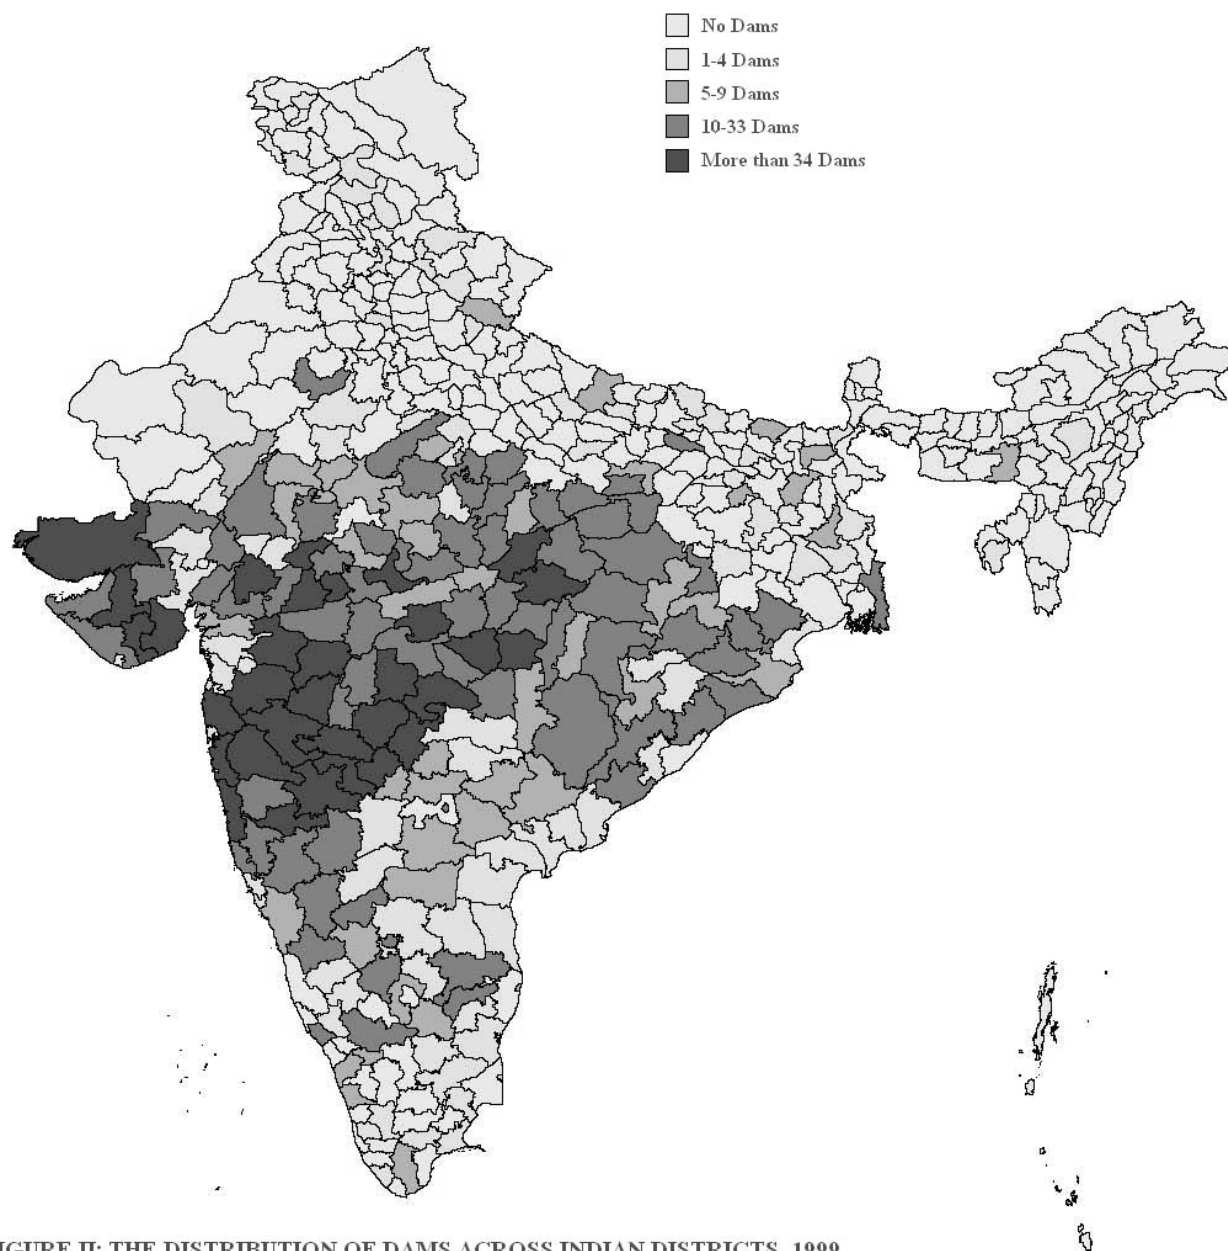 No Dams
1-4 Dams
5-9 Dams
10-33 Dams
More than 34 Dams
IGURE II: THE DISTRIBUTION OF DAMS ACROSS INDIAN DISTRICTS, 1999